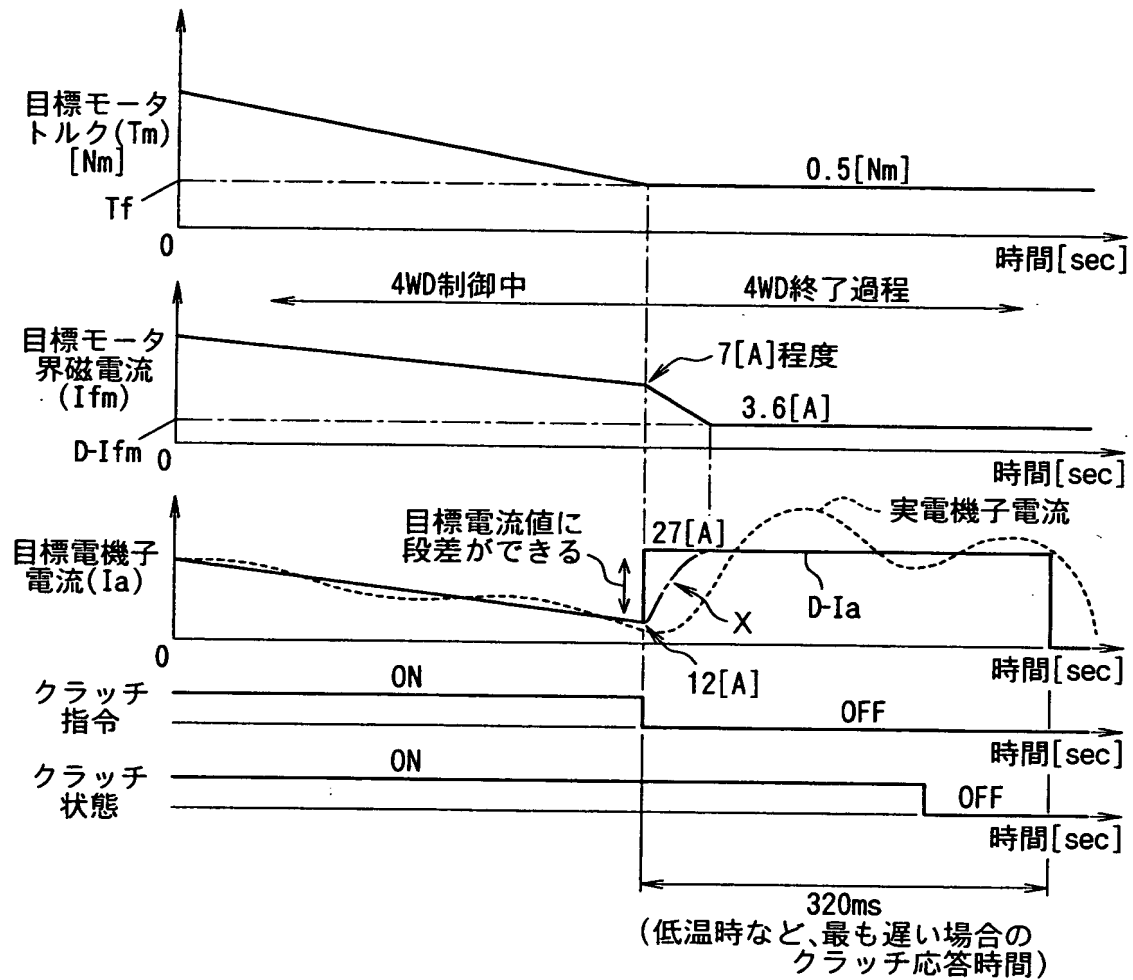 目標モータ
トルク(Tm)
[Nm]
Tf
0
0.5[Nm]
時間[sec]
4WD制御中
4WD終了過程
目標モータ
界磁電流
(Ifm)
D-Ifm
0
7[A]程度
3.6[A]
時間[sec]
目標電機子
電流(Ia)
0
目標電流値に
段差ができる
27[A]
実電機子電流
D-Ia
X
12[A]
時間[sec]
クラッチ
指令
ON
OFF
時間[sec]
クラッチ
状態
ON
OFF
時間[sec]
320ms
(低温時など、最も遅い場合の
クラッチ応答時間)